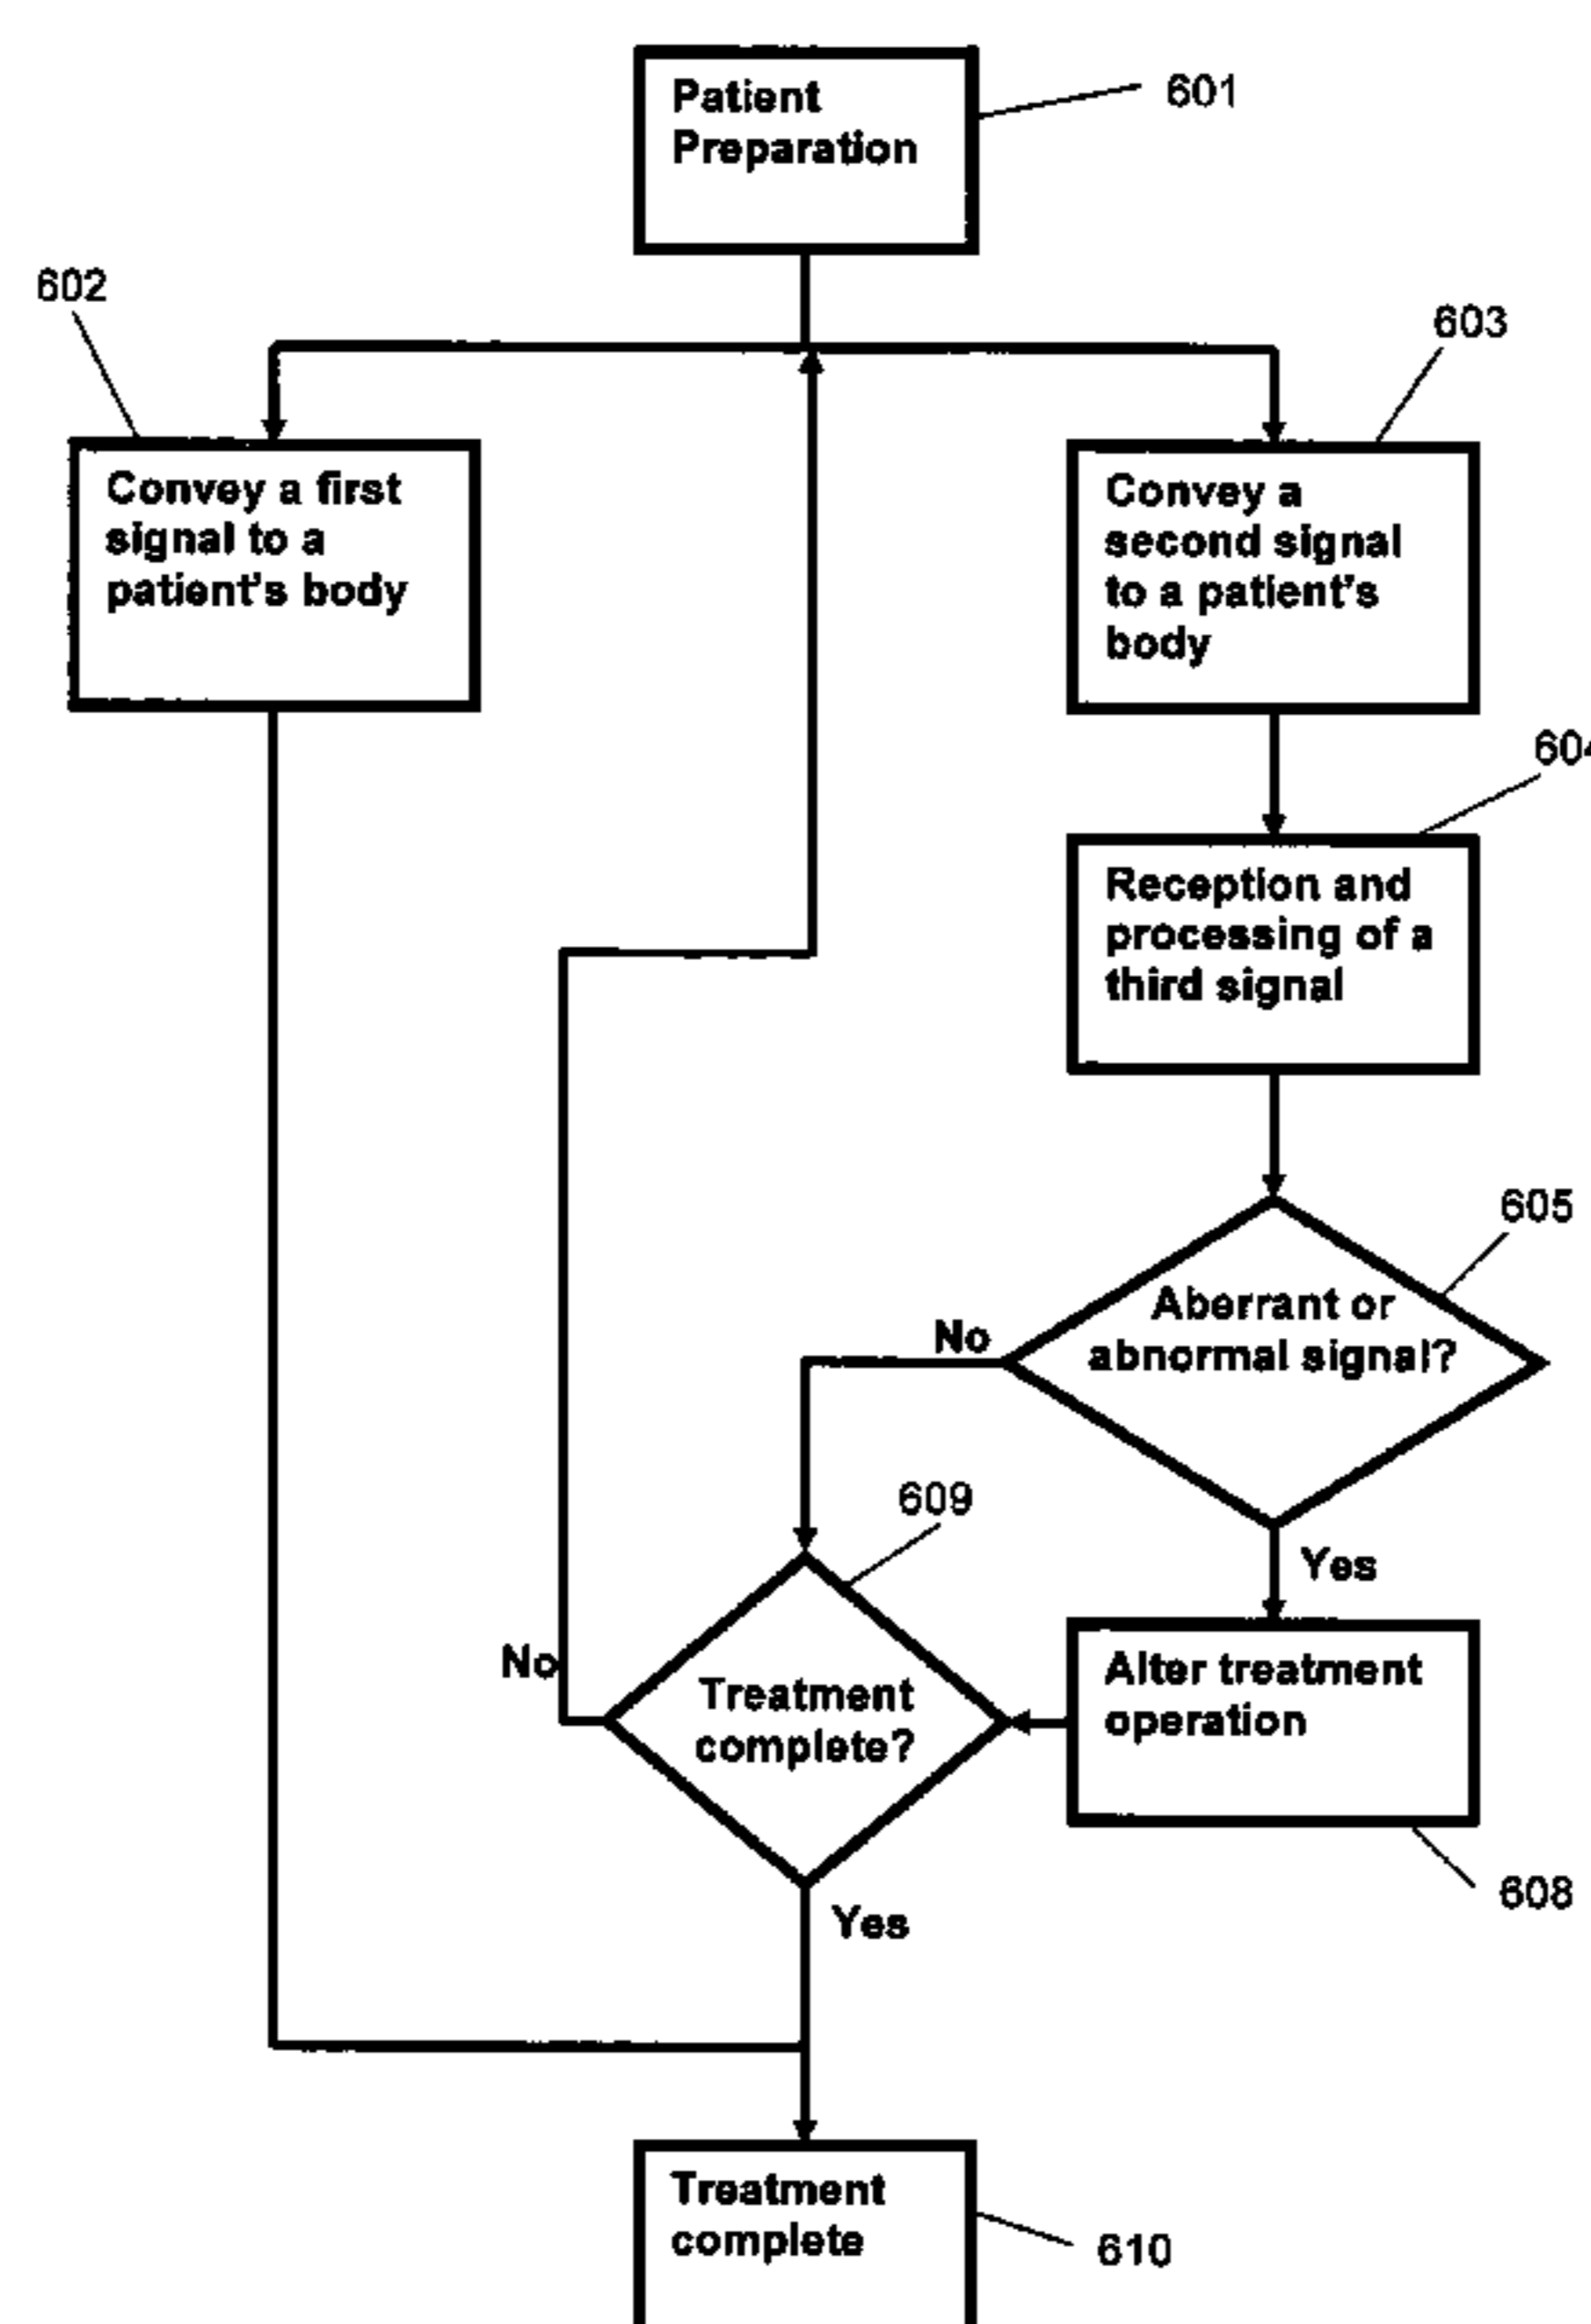 Patient
Preparation
601
602
603
Convey a first
signal to a
patient's body
Convey a
second signal
to a patient's
body
604
Reception and
processing of a
third signal
605
Aberrant or
abnormal signal?
No
609
Yes
No
Treatment
complete?
Alter treatment
operation
608
Yes
Treatment
complete
610